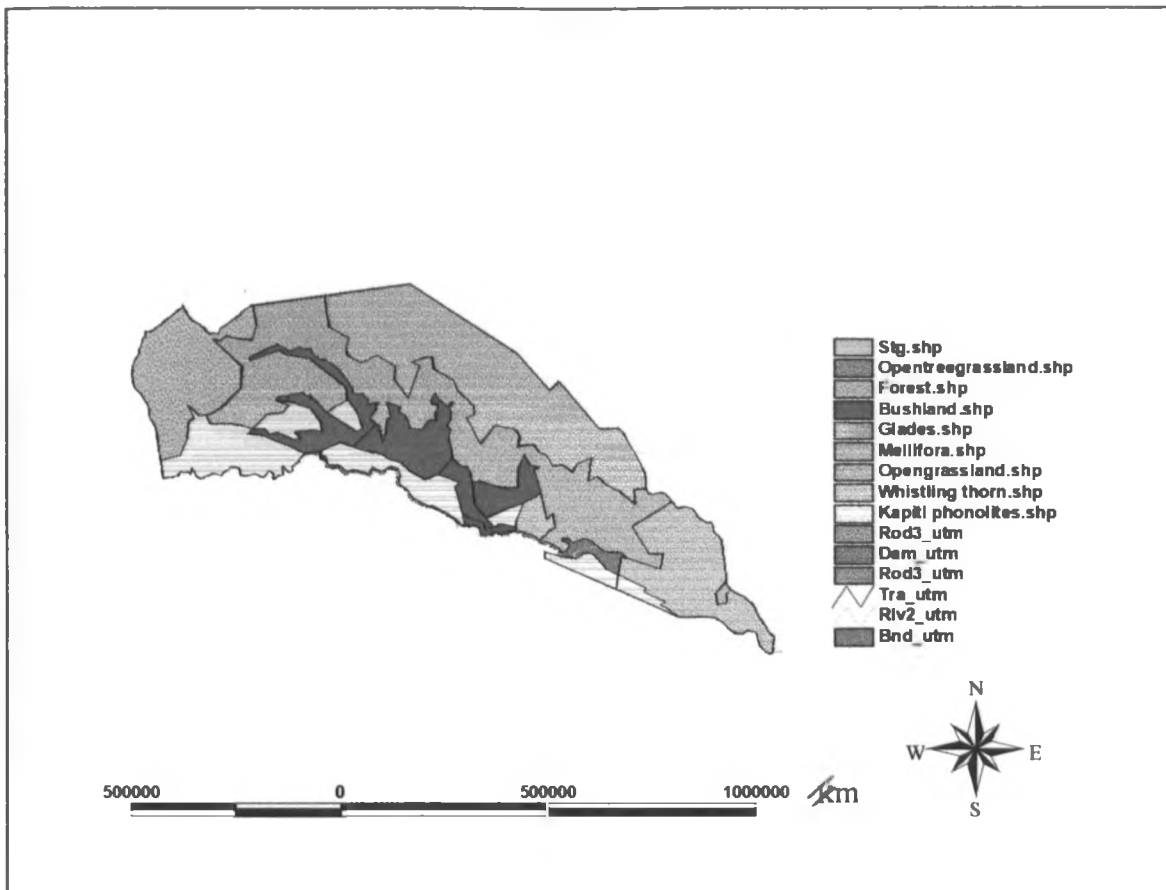 Stg.shp
Opentreegrassland.shp
Forest.shp
Bushland.shp
Glades.shp
Mellifora.shp
Opengrassland.shp
Whistling thorn.shp
Kapiti phonolites.shp
Rod3_utm
Dam_utm
Rod3_utm
Tra_utm
Riv2_utm
Bnd_utm
N
W E
S
500000 0 500000 1000000 km